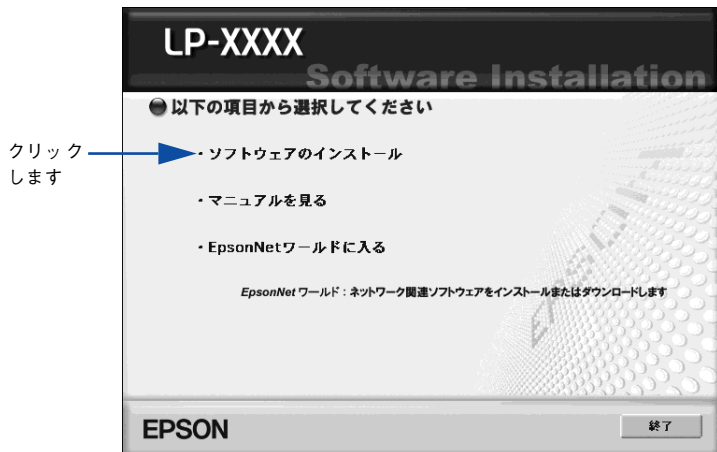 LP-XXXX
Software Installation
以下の項目から選択してください
クリック
します
・ソフトウェアのインストール
・マニュアルを見る
・EpsonNetワールドに入る
EpsonNet ワールド：ネットワーク関連ソフトウェアをインストールまたはダウンロードします
EPSON
EPSON
終了